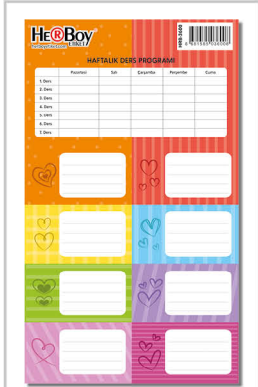 HeRBoy
ETİKET
HRB-3609
HAFTALIK DERS PROGRAMI
Pazartesi Salı Çarşamba Perşembe Cuma
1. Ders
2. Ders
3. Ders
4. Ders
5. Ders
6. Ders
7. Ders